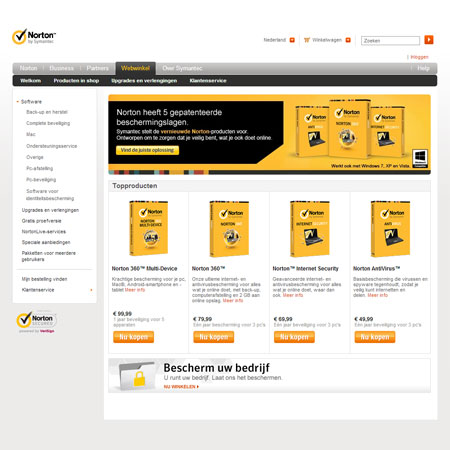 Norton™
by Symantec
Nederland
Winkelwagen
Zoeken
Inloggen
Norton
Business
Partners
Webwinkel
Over Symantec
Help
Welkom
Producten in shop
Upgrades en verlengingen
Klantenservice
Software
Back-up en herstel
Complete beveiliging
Mac
Ondersteuningsservice
Overige
Pc-afstelling
Pc-beveiliging
Software voor
identiteitsbescherming
Upgrades en verlengingen
Gratis proefversie
NortonLive-services
Speciale aanbiedingen
Pakketten voor meerdere
gebruikers
Mijn bestelling vinden
Klantenservice
Norton
SECURED
powered by VeriSign
Norton heeft 5 gepatenteerde
beschermingslagen.
Symantec stelt de vernieuwde Norton-producten voor.
Ontworpen om te zorgen dat je veilig bent, wat je ook doet online.
Vind de juiste oplossing
Werkt ook met Windows 7, XP en Vista.
Topproducten
Norton 360™ Multi-Device
Krachtige bescherming voor je pc,
Mac®, Android-smartphone en -
tablet Meer info
€ 99,99
1 jaar beveiliging voor 5
apparaten
Nu kopen
Norton 360™
Onze ultieme internet- en
antivirusbescherming voor alles
wat je online doet, met back-up,
computerafstelling en 2 GB aan
online opslag. Meer info
€ 79,99
Eén jaar bescherming voor 3 pc's
Nu kopen
Norton™ Internet Security
Geavanceerde internet- en
antivirusbescherming voor alles
wat je online doet, waar dan
ook. Meer info
€ 69,99
Eén jaar bescherming voor 3 pc's
Nu kopen
Norton AntiVirus™
Basisbescherming die virussen en
spyware tegenhoudt, zodat je
veilig kunt internetten en
delen. Meer info
€ 49,99
Eén jaar bescherming voor 3 pc's
Nu kopen
Bescherm uw bedrijf
U runt uw bedrijf. Laat ons het beschermen.
NU WINKELEN